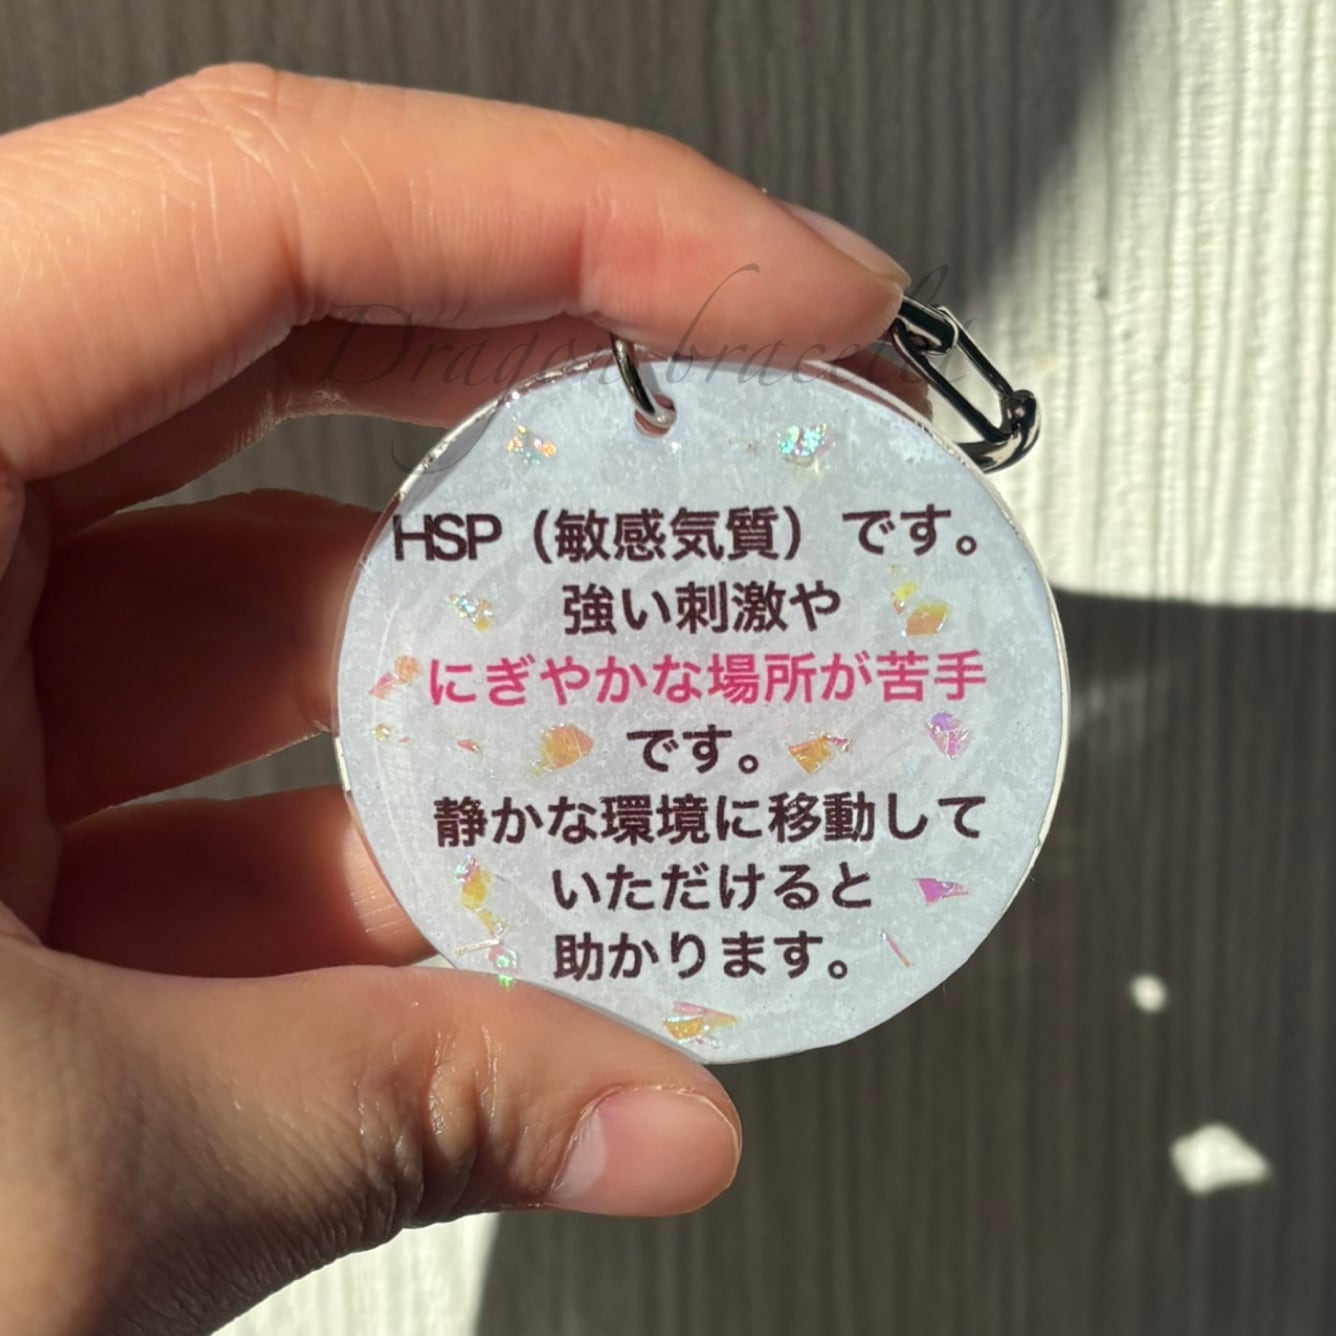 Dragon bracelet
HSP（敏感気質）です。
強い刺激や
にぎやかな場所が苦手
です。
静かな環境に移動して
いただけると
助かります。